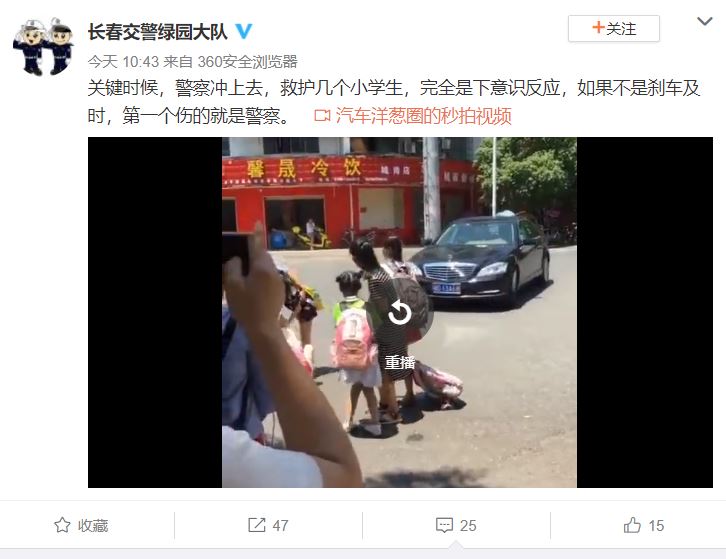 长春交警绿园大队
+关注
今天 10:43 来自 360安全浏览器
关键时候，警察冲上去，救护几个小学生，完全是下意识反应，如果不是刹车及
时，第一个伤的就是警察。 汽车洋葱圈的秒拍视频
馨晟冷饮
重播
收藏
47
25
15